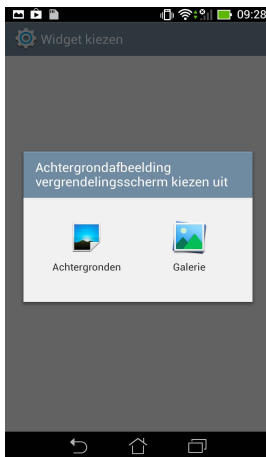 09:28
Widget kiezen
Achtergrondafbeelding
vergrendelingsscherm kiezen uit
Achtergronden Galerie